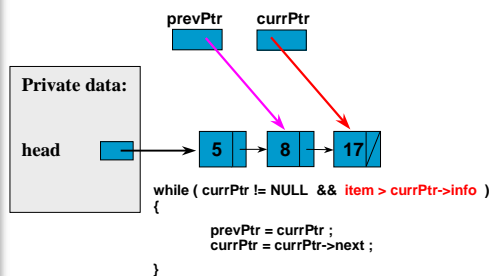 prevPtr currPtr
Private data:
head
5 8 17
while ( currPtr != NULL && item > currPtr->info )
{
prevPtr = currPtr ;
currPtr = currPtr->next ;
}